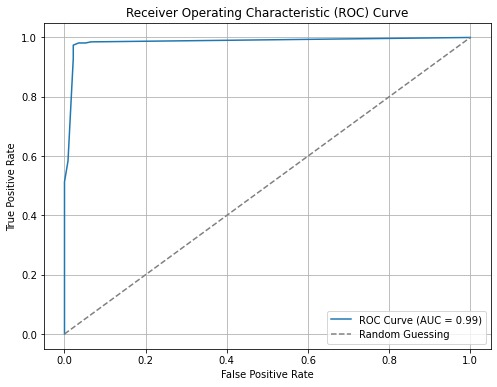 Receiver Operating Characteristic (ROC) Curve
1.0
0.8
0.6
0.4
0.2
0.0
True Positive Rate
ROC Curve (AUC = 0.99)
Random Guessing
0.0 0.2 0.4 0.6 0.8 1.0
False Positive Rate